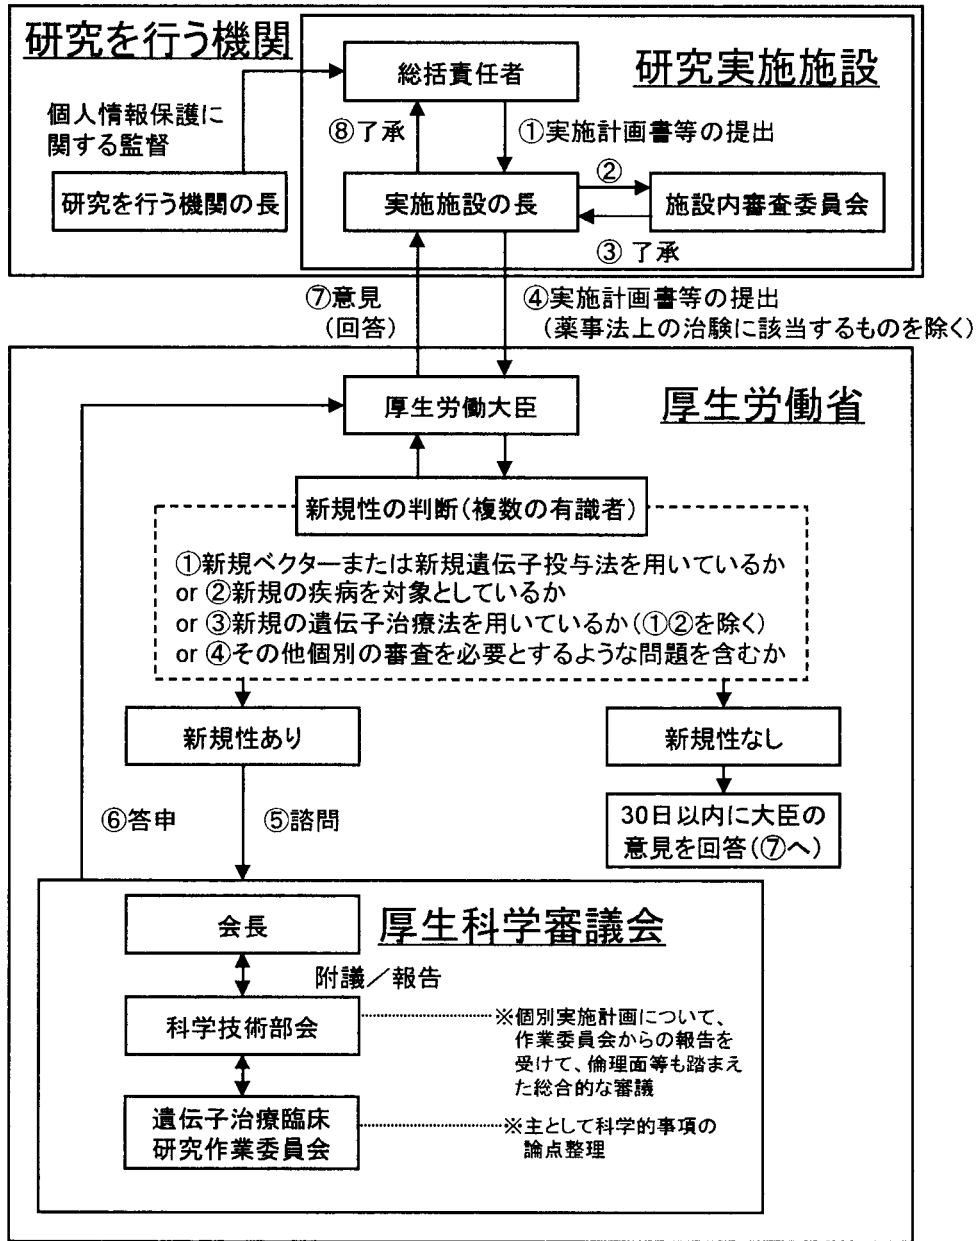 研究を行う機関
研究実施施設
総括責任者
個人情報保護に
関する監督
⑧了承
①実施計画書等の提出
研究を行う機関の長
実施施設の長
②
施設内審査委員会
③ 了承
⑦意見
(回答)
④実施計画書等の提出
(薬事法上の治験に該当するものを除く)
厚生労働省
厚生労働大臣
新規性の判断(複数の有識者)
①新規ベクターまたは新規遺伝子投与法を用いているか
or ②新規の疾病を対象としているか
or ③新規の遺伝子治療法を用いているか(①②を除く)
or ④その他個別の審査を必要とするような問題を含むか
新規性あり
新規性なし
⑥答申
⑤諮問
30日以内に大臣の
意見を回答(⑦へ)
厚生科学審議会
会長
附議/報告
科学技術部会
※個別実施計画について、
作業委員会からの報告を
受けて、倫理面等も踏まえ
た総合的な審議
遺伝子治療臨床
研究作業委員会
※主として科学的事項の
論点整理